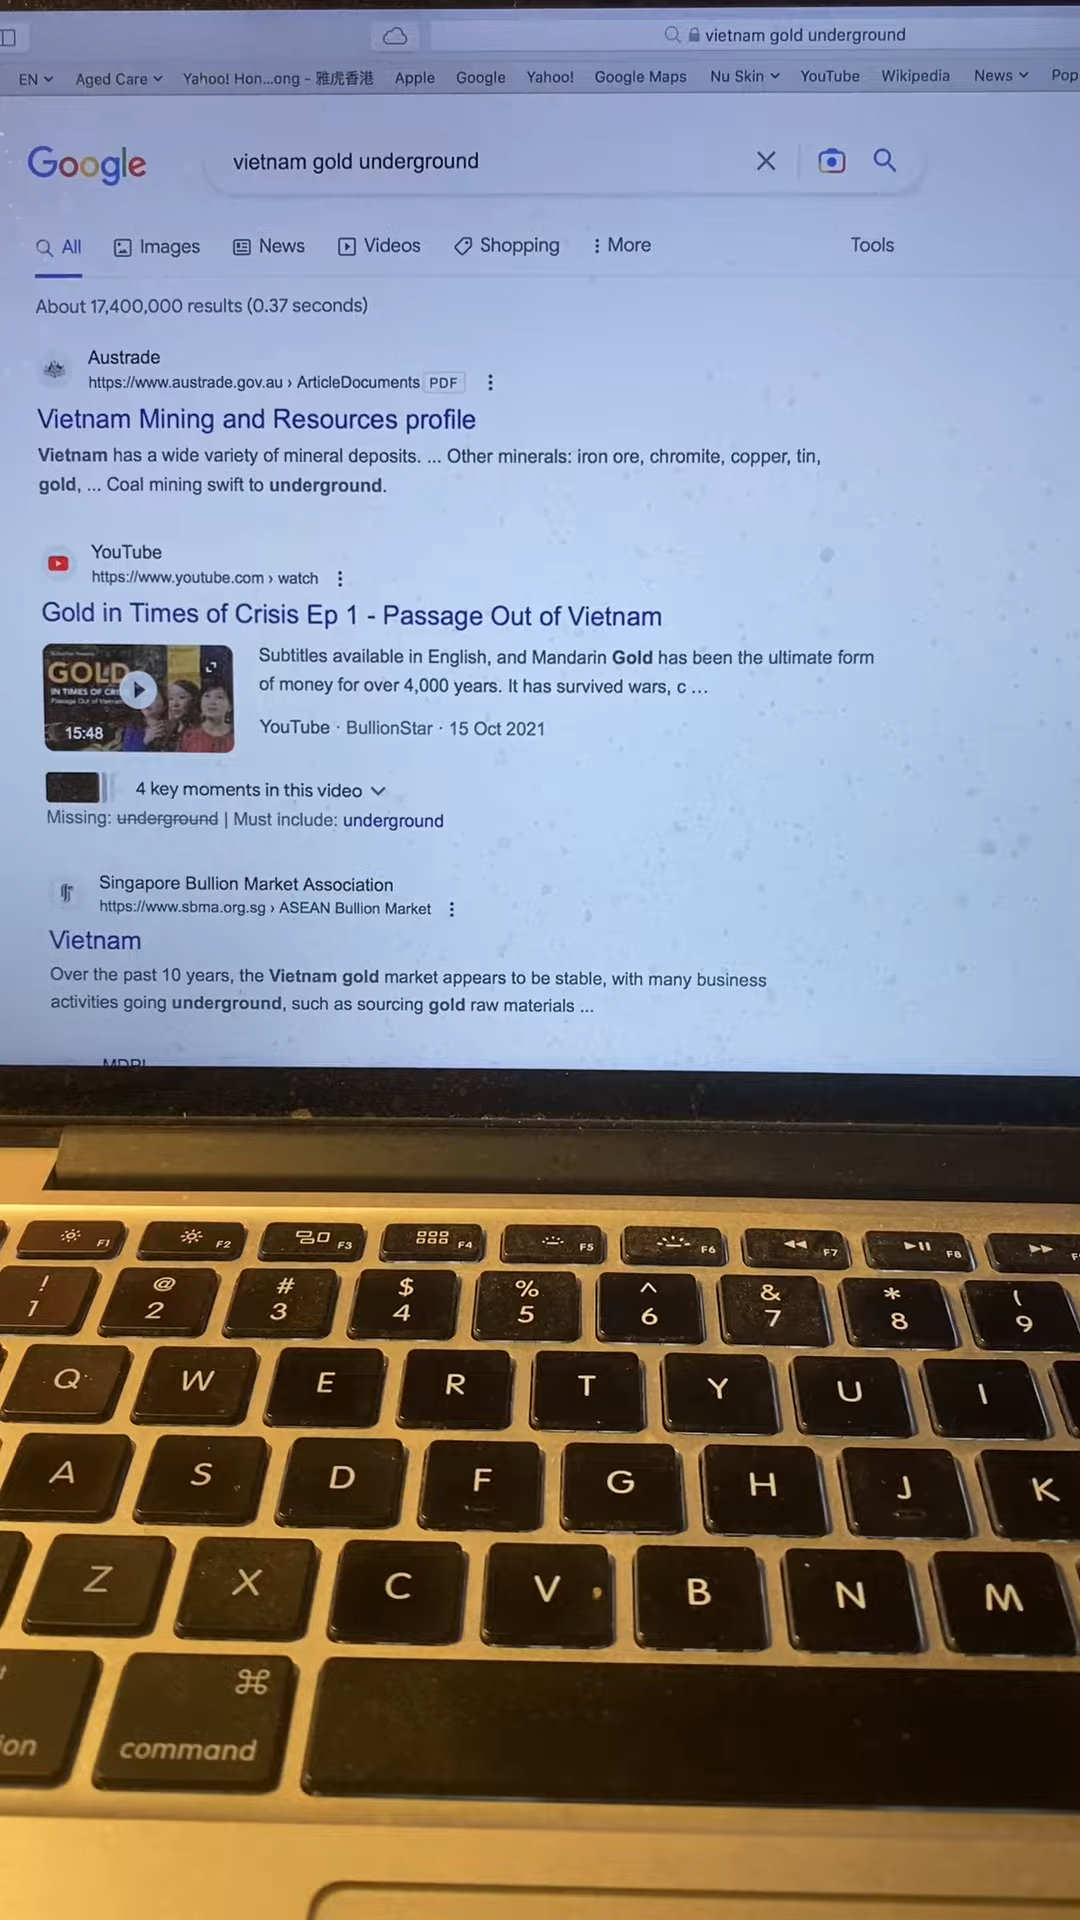 vietnam gold underground
EN Aged Care Yahoo! Hon...ong - 雅虎香港 Apple Google Yahoo! Google Maps Nu Skin YouTube Wikipedia News Pop
Google vietnam gold underground
All Images News Videos Shopping More Tools
About 17,400,000 results (0.37 seconds)
Austrade
https://www.austrade.gov.au › ArticleDocuments PDF
Vietnam Mining and Resources profile
Vietnam has a wide variety of mineral deposits. ... Other minerals: iron ore, chromite, copper, tin,
gold, ... Coal mining swift to underground.
YouTube
https://www.youtube.com › watch
Gold in Times of Crisis Ep 1 - Passage Out of Vietnam
GOLD
IN TIMES OF
Passage Out of
15:48
Subtitles available in English, and Mandarin Gold has been the ultimate form
of money for over 4,000 years. It has survived wars, c ...
YouTube · BullionStar · 15 Oct 2021
4 key moments in this video
Missing: underground | Must include: underground
Singapore Bullion Market Association
https://www.sbma.org.sg › ASEAN Bullion Market
Vietnam
Over the past 10 years, the Vietnam gold market appears to be stable, with many business
activities going underground, such as sourcing gold raw materials ...
MDPI
F1 F2 F3 F4 F5 F6 F7 F8
! @ # $ % ^ & * (
1 2 3 4 5 6 7 8 9
Q W E R T Y U I
A S D F G H J K
Z X C V B N M
⌘
ion command